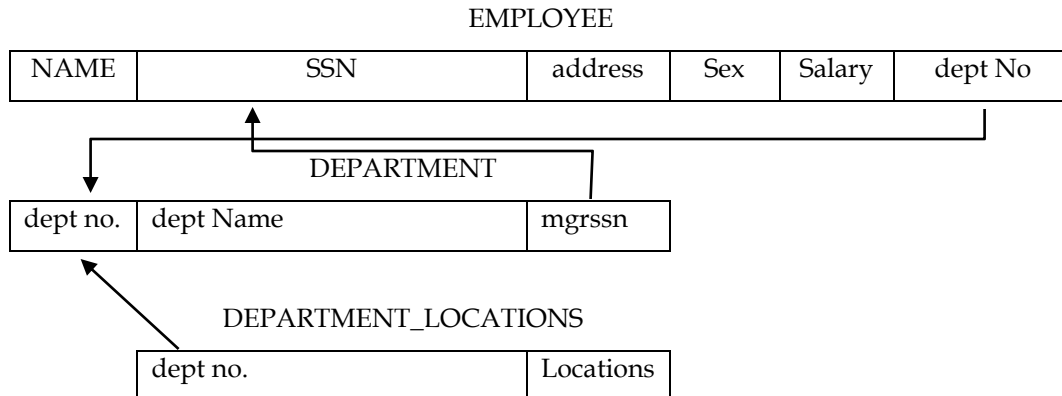 EMPLOYEE
NAME SSN address Sex Salary dept No
DEPARTMENT
dept no. dept Name mgrssn
DEPARTMENT_LOCATIONS
dept no. Locations